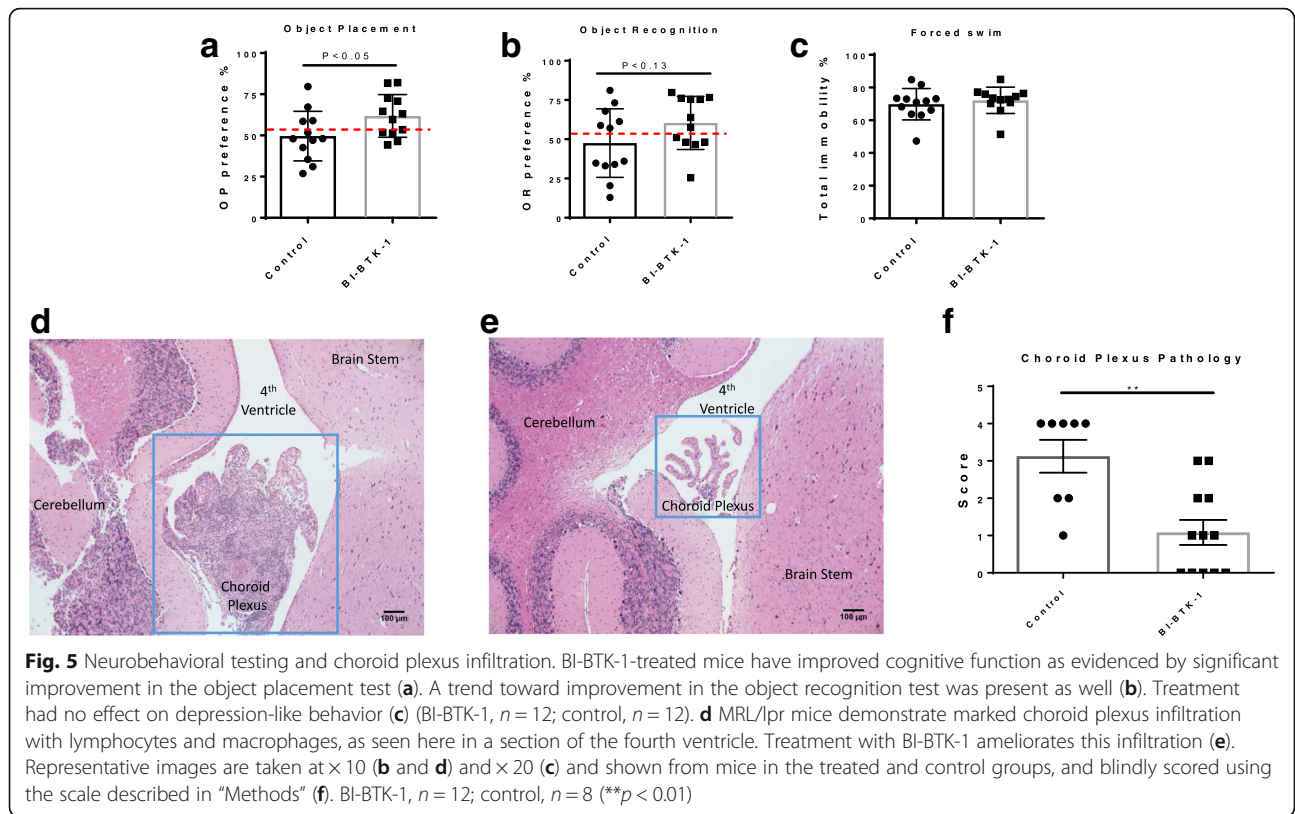 a
Object Placement
P<0.05
OP preference %
100
75
50
25
0
Control
BI-BTK-1
b
Object Recognition
P<0.13
OR preference %
100
75
50
25
0
Control
BI-BTK-1
c
Forced swim
Total immobility %
100
80
60
40
20
0
Control
BI-BTK-1
d
Brain Stem
4th
Ventricle
Cerebellum
Choroid
Plexus
100 µm
e
4th
Ventricle
Cerebellum
Choroid Plexus
Brain Stem
100 µm
f
Choroid Plexus Pathology
**
Score
5
4
3
2
1
0
Control
BI-BTK-1
Fig. 5 Neurobehavioral testing and choroid plexus infiltration. BI-BTK-1-treated mice have improved cognitive function as evidenced by significant
improvement in the object placement test (a). A trend toward improvement in the object recognition test was present as well (b). Treatment
had no effect on depression-like behavior (c) (BI-BTK-1, n = 12; control, n = 12). d MRL/lpr mice demonstrate marked choroid plexus infiltration
with lymphocytes and macrophages, as seen here in a section of the fourth ventricle. Treatment with BI-BTK-1 ameliorates this infiltration (e).
Representative images are taken at × 10 (b and d) and × 20 (c) and shown from mice in the treated and control groups, and blindly scored using
the scale described in “Methods” (f). BI-BTK-1, n = 12; control, n = 8 (**p < 0.01)